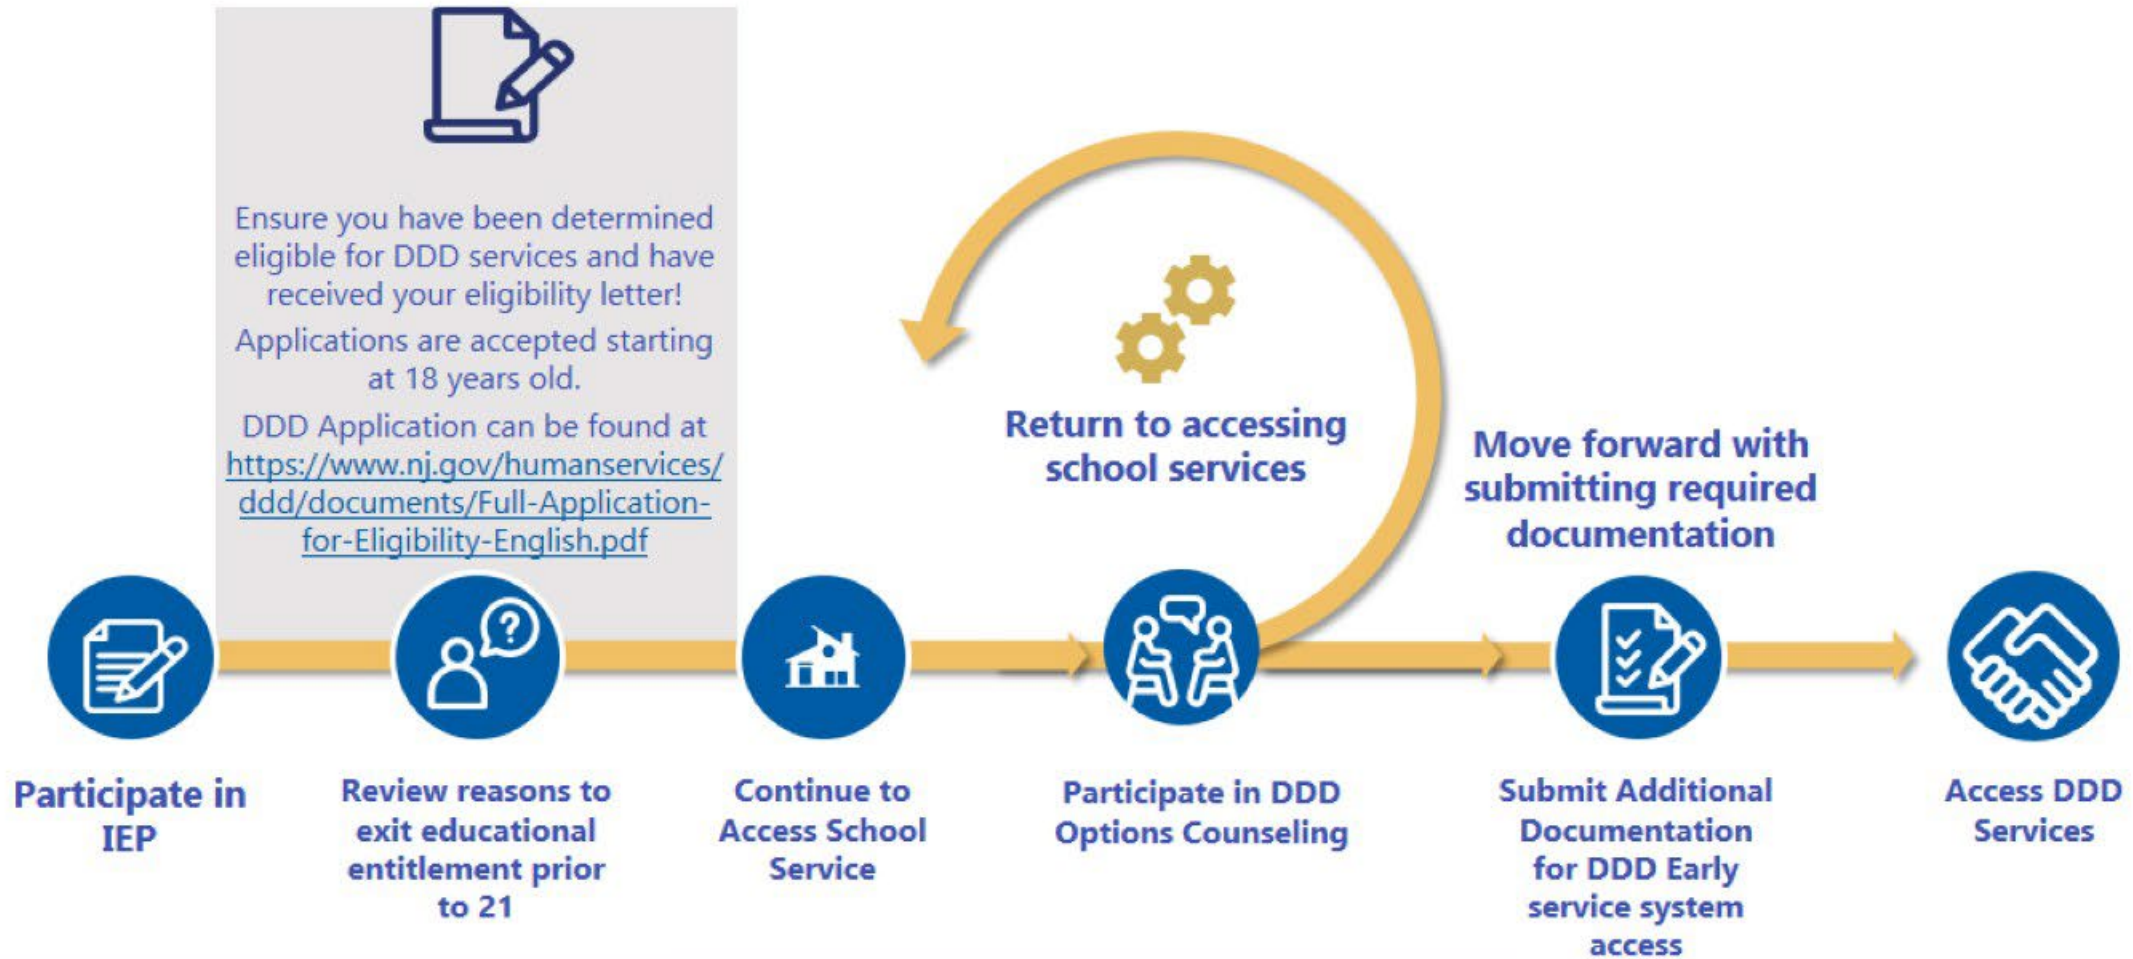 Ensure you have been determined
eligible for DDD services and have
received your eligibility letter!
Applications are accepted starting
at 18 years old.
DDD Application can be found at
https://www.nj.gov/humanservices/
ddd/documents/Full-Application-
for-Eligibility-English.pdf
Return to accessing
school services
Move forward with
submitting required
documentation
?
Participate in
IEP
Review reasons to
exit educational
entitlement prior
to 21
Continue to
Access School
Service
Participate in DDD
Options Counseling
Submit Additional
Documentation
for DDD Early
service system
access
Access DDD
Services